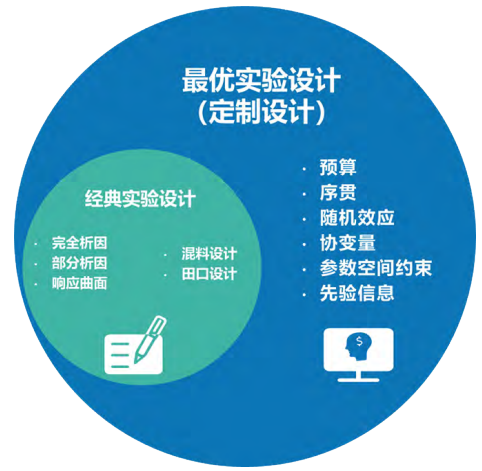 最优实验设计
（定制设计）
· 预算
· 序贯
· 随机效应
· 协变量
· 参数空间约束
· 先验信息
经典实验设计
· 完全析因
· 部分析因
· 响应曲面
· 混料设计
· 田口设计
$